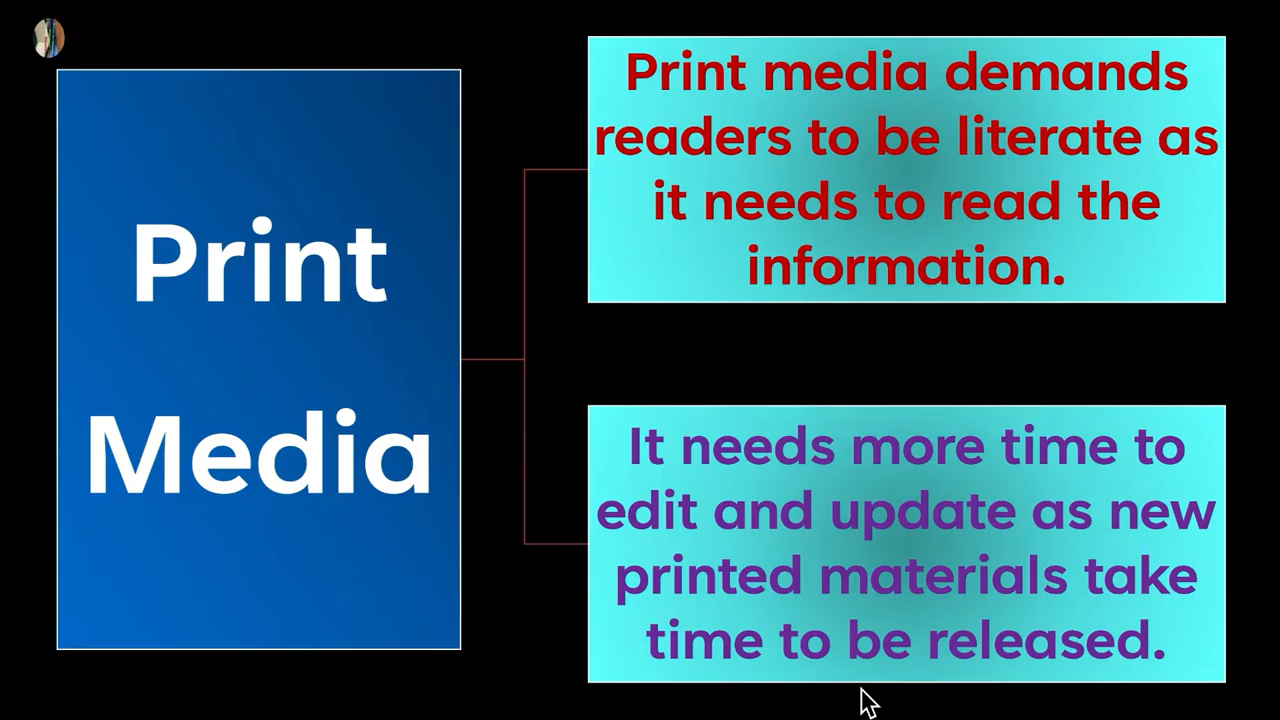 Print
Media
Print media demands
readers to be literate as
it needs to read the
information.
It needs more time to
edit and update as new
printed materials take
time to be released.